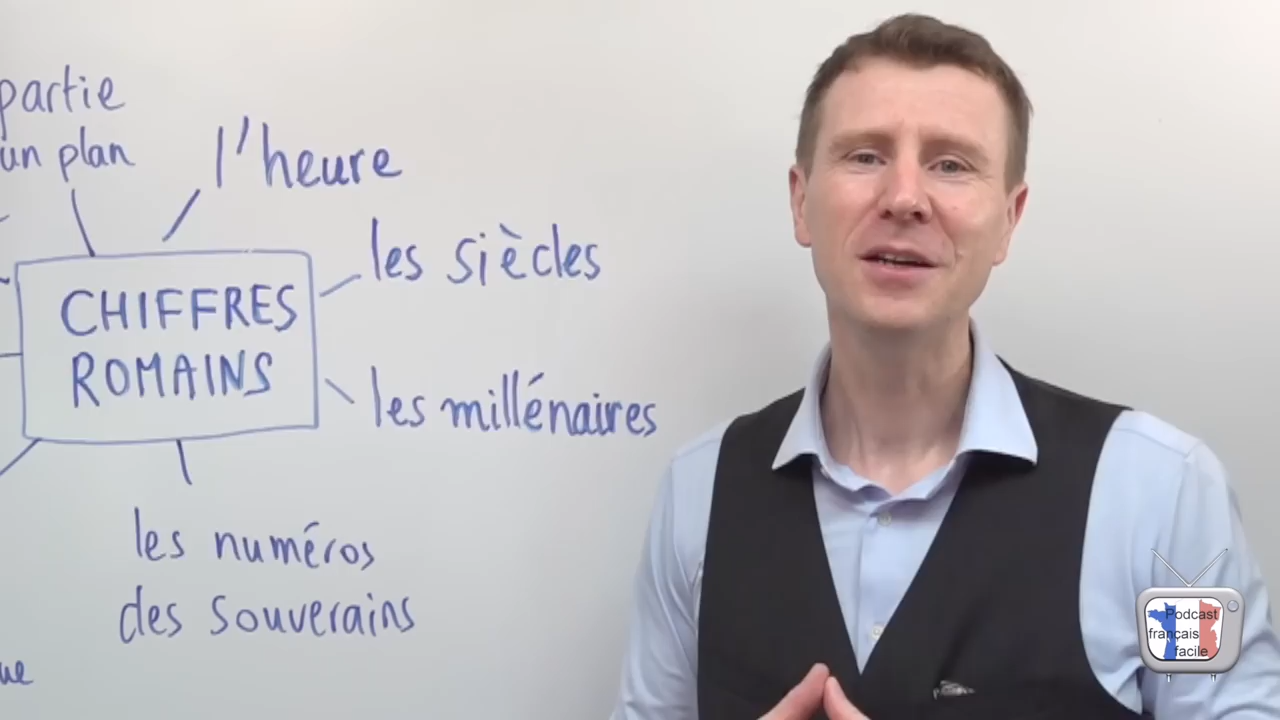 partie
un plan
l'heure
les siècles
CHIFFRES
ROMAINS
les millénaires
les numéros
des souverains
Podcast
français
facile